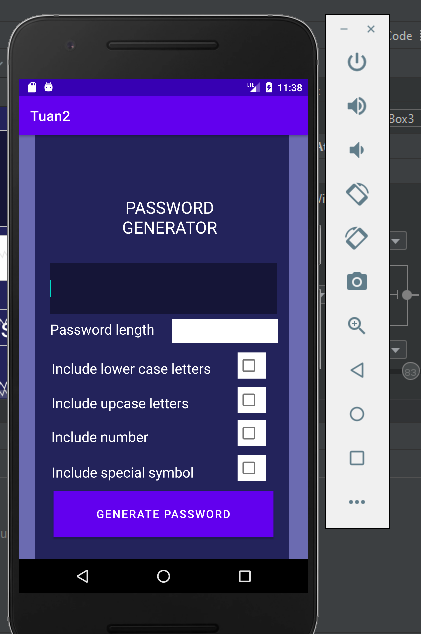 Code
11:38
Tuan2
Box3
PASSWORD
GENERATOR
Password length
Include lower case letters
Include upcase letters
Include number
Include special symbol
83
GENERATE PASSWORD